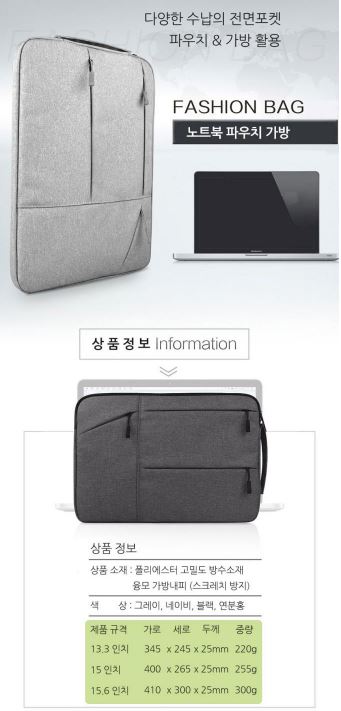 다양한 수납의 전면포켓
파우치 & 가방 활용
FASHION BAG
FASHION BAG
노트북 파우치 가방
상품정보 Information
상품 정보
상품 소재 : 폴리에스터 고밀도 방수소재
융모 가방내피 (스크레치 방지)
색 상 : 그레이, 네이비, 블랙, 연분홍
제품 규격 가로 세로 두께 중량
13.3 인치 345 x 245 x 25mm 220g
15 인치 400 x 265 x 25mm 255g
15.6 인치 410 x 300 x 25mm 300g